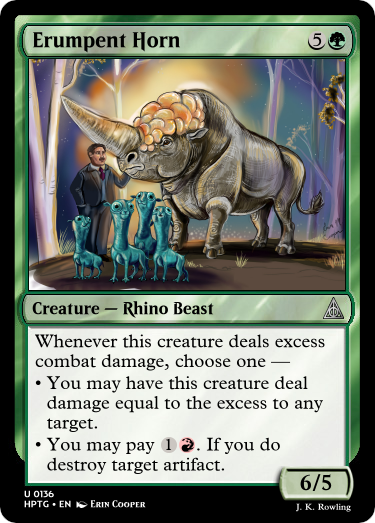 Erumpent Horn 5
Creature — Rhino Beast
Whenever this creature deals excess
combat damage, choose one —
• You may have this creature deal
damage equal to the excess to any
target.
• You may pay 1 . If you do
destroy target artifact.
6/5
U 0136
HPTG • EN Erin Cooper
J. K. Rowling